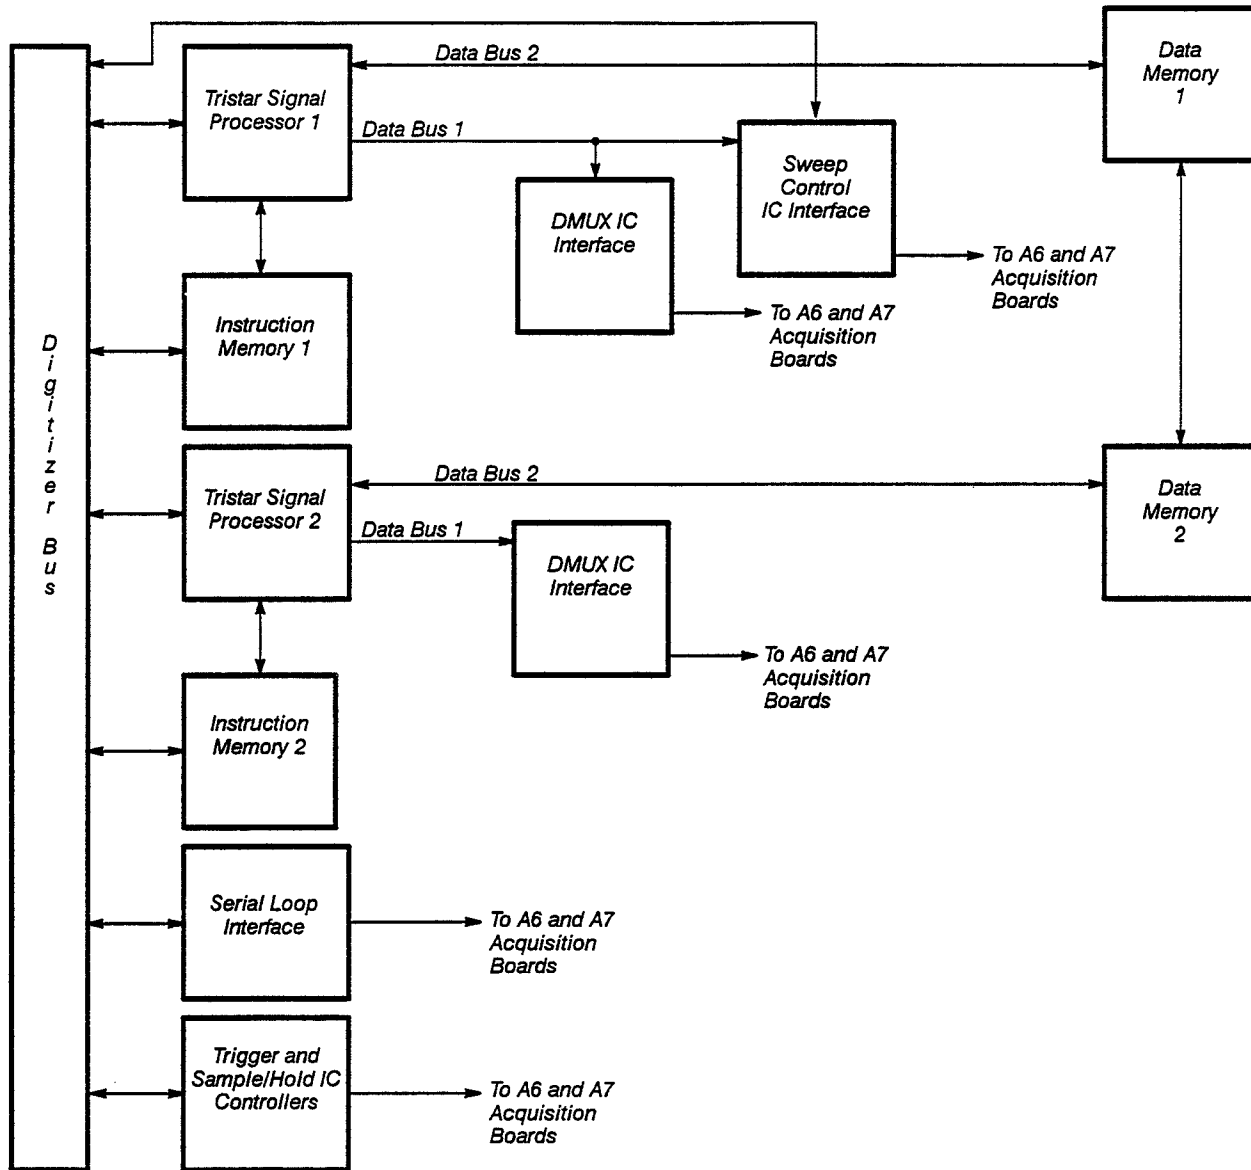 Digitizer Bus
Tristar Signal
Processor 1
Data Bus 2
Data
Memory
1
Data Bus 1
Sweep
Control
IC Interface
DMUX IC
Interface
To A6 and A7
Acquisition
Boards
To A6 and A7
Acquisition
Boards
Instruction
Memory 1
Tristar Signal
Processor 2
Data Bus 2
Data
Memory
2
Data Bus 1
DMUX IC
Interface
To A6 and A7
Acquisition
Boards
Instruction
Memory 2
Serial Loop
Interface
To A6 and A7
Acquisition
Boards
Trigger and
Sample/Hold IC
Controllers
To A6 and A7
Acquisition
Boards